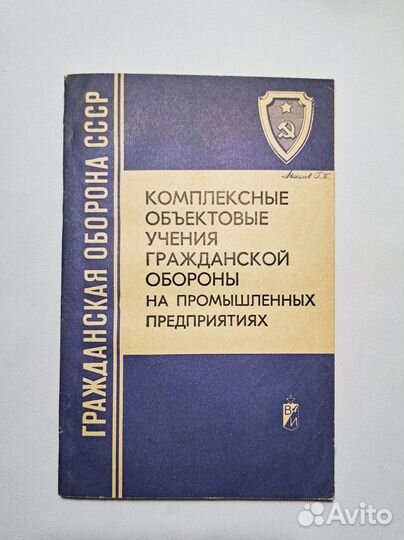 ГРАЖДАНСКАЯ ОБОРОНА СССР
КОМПЛЕКСНЫЕ
ОБЪЕКТОВЫЕ
УЧЕНИЯ
ГРАЖДАНСКОЙ
ОБОРОНЫ
НА ПРОМЫШЛЕННЫХ
ПРЕДПРИЯТИЯХ
В
И
Avito